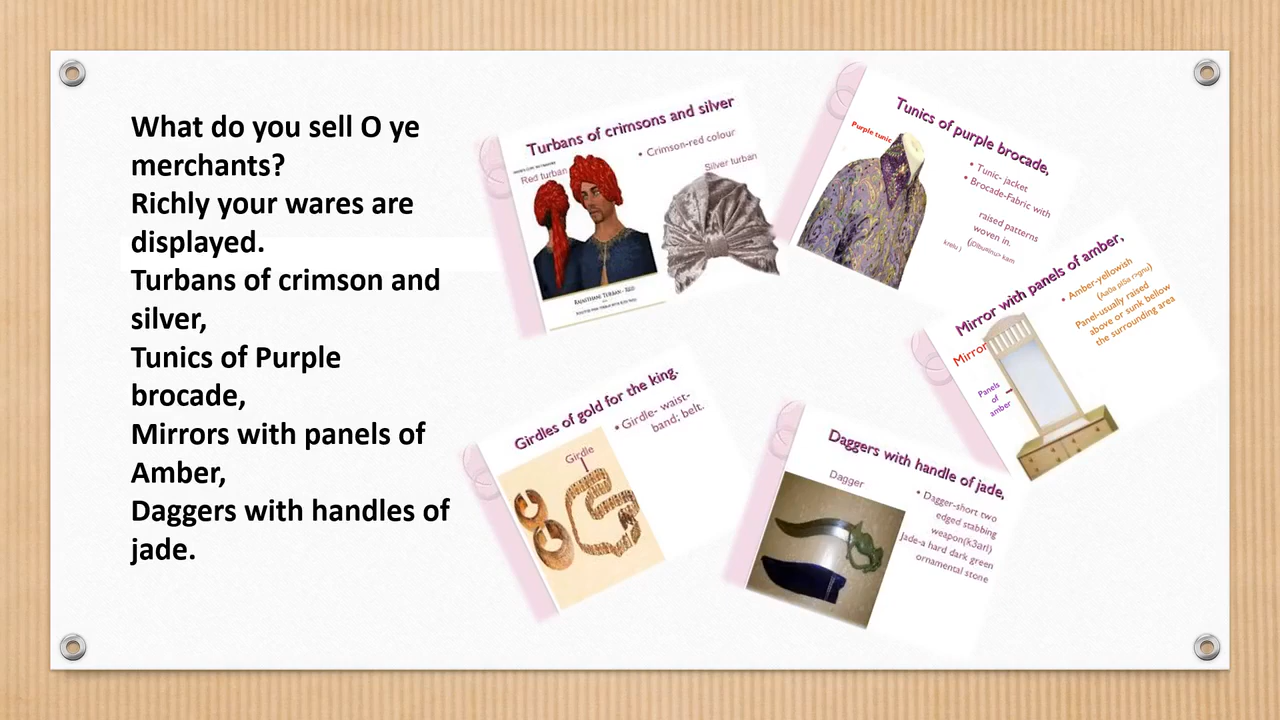 What do you sell O ye
merchants?
Richly your wares are
displayed.
Turbans of crimson and
silver,
Tunics of Purple
brocade,
Mirrors with panels of
Amber,
Daggers with handles of
jade.
Turbans of crimsons and silver
• Crimson-red colour
Red turban
Silver turban
RAJASTHANI TURBAN - RED
Tunics of purple brocade,
Purple tunic
• Tunic- jacket
• Brocade-Fabric with
raised patterns
woven in.
Mirror with panels of amber,
• Amber-yellowish
Panel-usually raised
above or sunk bellow
the surrounding area
Mirror
Panels
of
amber
Girdles of gold for the king.
• Girdle- waist-
band; belt.
Girdle
Daggers with handle of jade,
Dagger
• Dagger-short two
edged stabbing
weapon(k3arl)
Jade-a hard dark green
ornamental stone